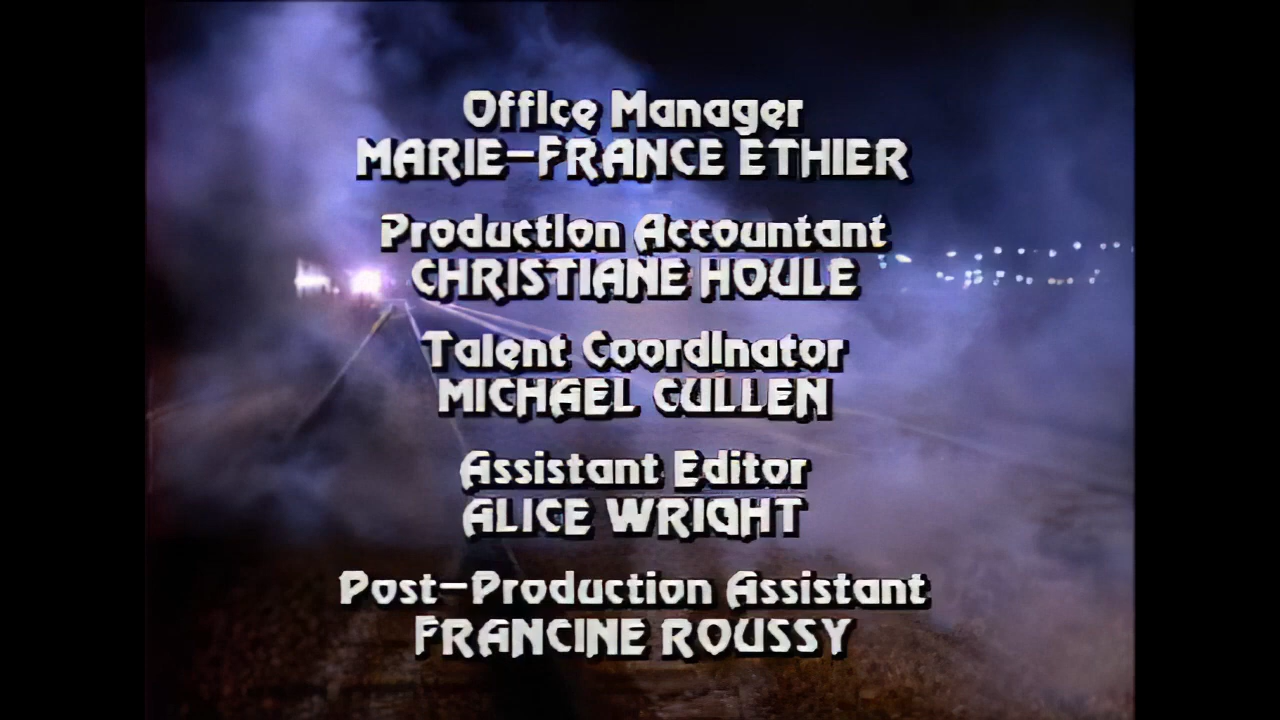 Office Manager
MARIE-FRANCE ETHIER
Production Accountant
CHRISTIANE HOULE
Talent Coordinator
MICHAEL CULLEN
Assistant Editor
ALICE WRIGHT
Post-Production Assistant
FRANCINE ROUSSY